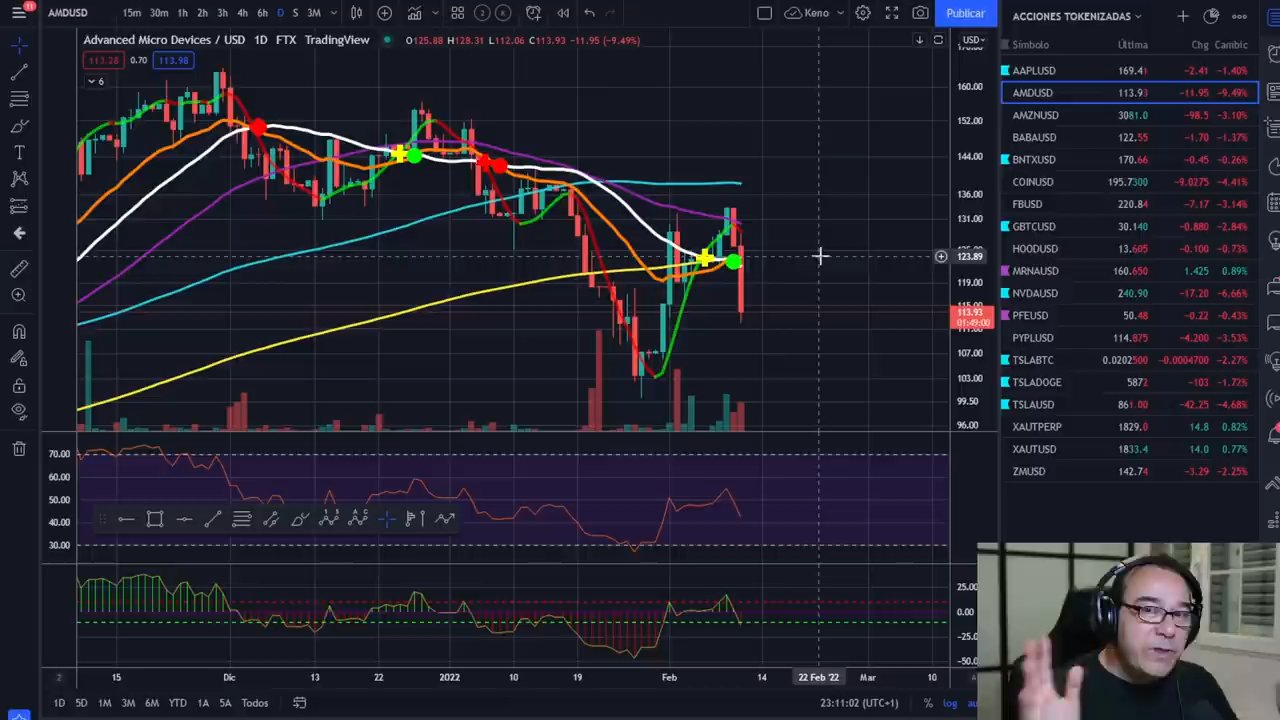 11
AMDUSD
15m 30m 1h 2h 3h 4h 6h D S 3M
2
Keno
Publicar
Advanced Micro Devices / USD 1D FTX TradingView
O125.88 H128.31 L112.06 C113.93 -11.95 (-9.49%)
USD
113.28 0.70 113.98
6
160.00
152.00
144.00
136.00
131.00
123.89
119.00
113.93
01:49:00
107.00
103.00
99.50
96.00
70.00
60.00
50.00
40.00
30.00
25.00
0.00
-25.00
-50.00
15 Dic 13 22 2022 10 19 Feb 14 22 Feb '22 Mar 10
1D 5D 1M 3M 6M YTD 1A 5A Todos
23:11:02 (UTC+1) % log
ACCIONES TOKENIZADAS
Símbolo Última Chg Cambic
AAPLUSD 169.41 -2.41 -1.40%
AMDUSD 113.93 -11.95 -9.49%
AMZNUSD 3081.0 -98.5 -3.10%
BABAUSD 122.55 -1.70 -1.37%
BNTXUSD 170.66 -0.45 -0.26%
COINUSD 195.7300 -9.0275 -4.41%
FBUSD 220.84 -7.17 -3.14%
GBTCUSD 30.140 -0.880 -2.84%
HOODUSD 13.605 -0.100 -0.73%
MRNAUSD 160.650 1.425 0.89%
NVDAUSD 240.90 -17.20 -6.66%
PFEUSD 50.48 -0.22 -0.43%
PYPLUSD 114.875 -4.200 -3.53%
TSLABTC 0.0202500 -0.0004700 -2.27%
TSLADOGE 5872 -103 -1.72%
TSLAUSD 861.00 -42.25 -4.68%
XAUTPERP 1829.0 14.8 0.82%
XAUTUSD 1833.4 14.0 0.77%
ZMUSD 142.74 -3.29 -2.25%